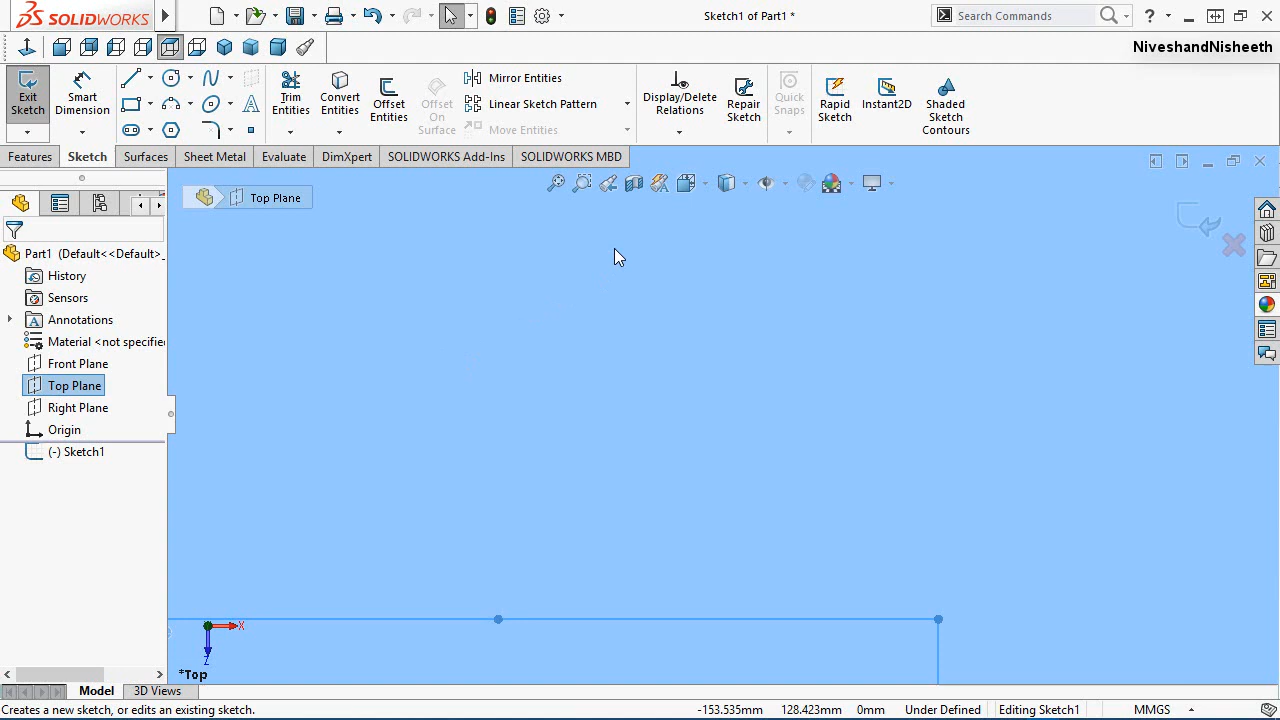 SOLIDWORKS
Sketch1 of Part1 *
Search Commands
NiveshandNisheeth
Exit Sketch
Smart Dimension
Trim Entities
Convert Entities
Offset Entities
Offset On Surface
Mirror Entities
Linear Sketch Pattern
Move Entities
Display/Delete Relations
Repair Sketch
Quick Snaps
Rapid Sketch
Instant2D
Shaded Sketch Contours
Features
Sketch
Surfaces
Sheet Metal
Evaluate
DimXpert
SOLIDWORKS Add-Ins
SOLIDWORKS MBD
Top Plane
Part1 (Default<<Default>_
History
Sensors
Annotations
Material <not specifie
Front Plane
Top Plane
Right Plane
Origin
(-) Sketch1
X
Z
*Top
Model
3D Views
Creates a new sketch, or edits an existing sketch.
-153.535mm
128.423mm
0mm
Under Defined
Editing Sketch1
MMGS